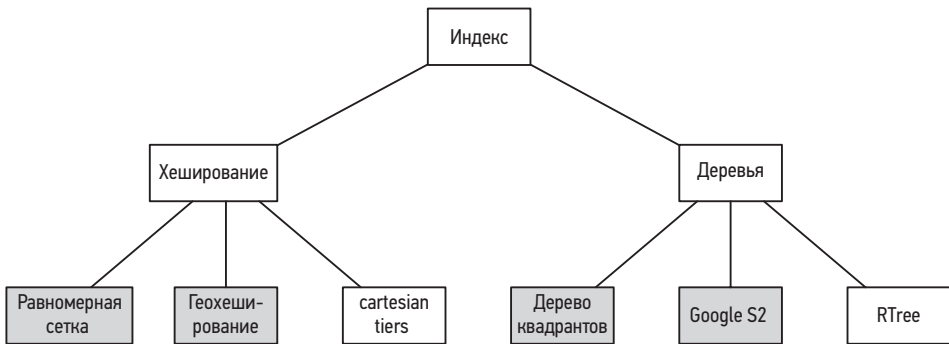 Индекс
Хеширование
Деревья
Равномерная
сетка
Геохеши-
рование
cartesian
tiers
Дерево
квадрантов
Google S2
RTree